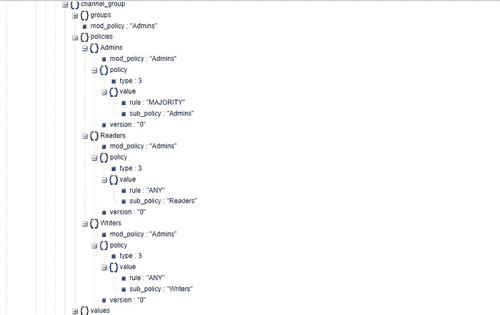 channel_group
groups
mod_policy : "Admins"
policies
Admins
mod_policy : "Admins"
policy
type : 3
value
rule : "MAJORITY"
sub_policy : "Admins"
version : "0"
Readers
mod_policy : "Admins"
policy
type : 3
value
rule : "ANY"
sub_policy : "Readers"
version : "0"
Writers
mod_policy : "Admins"
policy
type : 3
value
rule : "ANY"
sub_policy : "Writers"
version : "0"
values